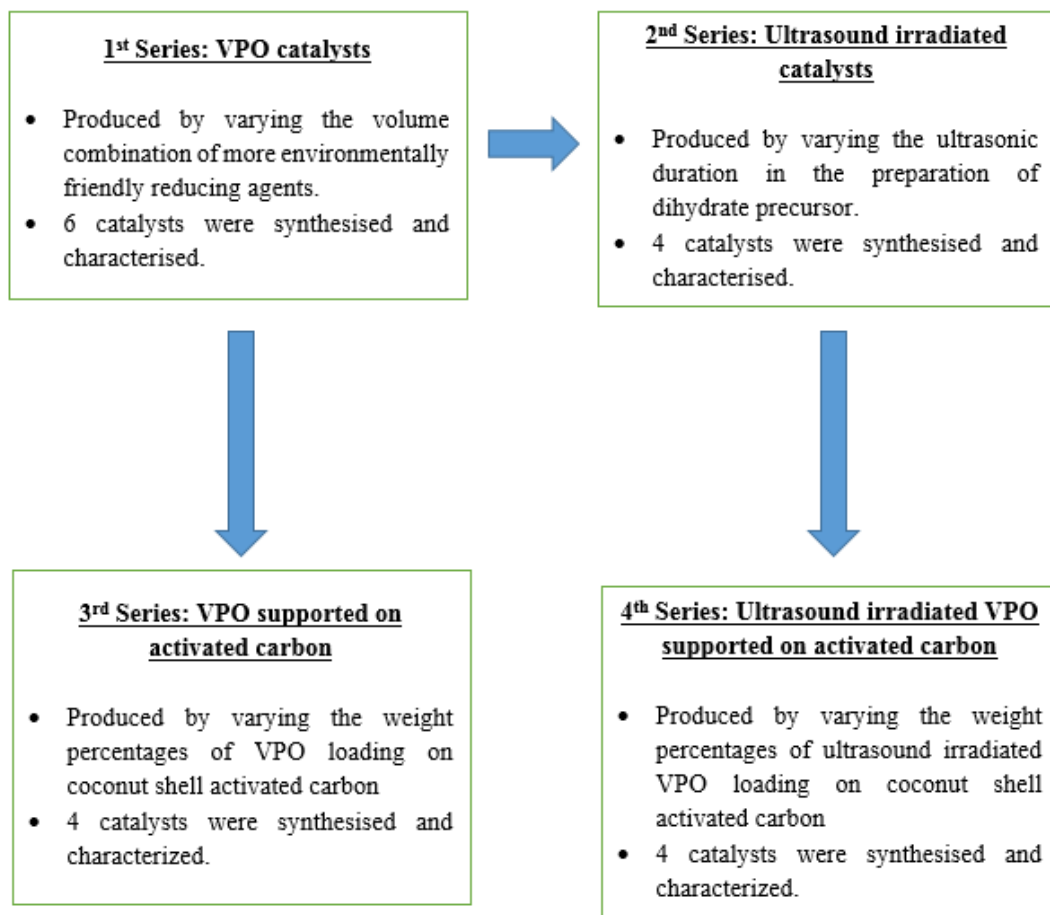 1st Series: VPO catalysts
• Produced by varying the volume
combination of more environmentally
friendly reducing agents.
• 6 catalysts were synthesised and
characterised.
2nd Series: Ultrasound irradiated
catalysts
• Produced by varying the ultrasonic
duration in the preparation of
dihydrate precursor.
• 4 catalysts were synthesised and
characterised.
3rd Series: VPO supported on
activated carbon
• Produced by varying the weight
percentages of VPO loading on
coconut shell activated carbon
• 4 catalysts were synthesised and
characterized.
4th Series: Ultrasound irradiated VPO
supported on activated carbon
• Produced by varying the weight
percentages of ultrasound irradiated
VPO loading on coconut shell
activated carbon
• 4 catalysts were synthesised and
characterized.